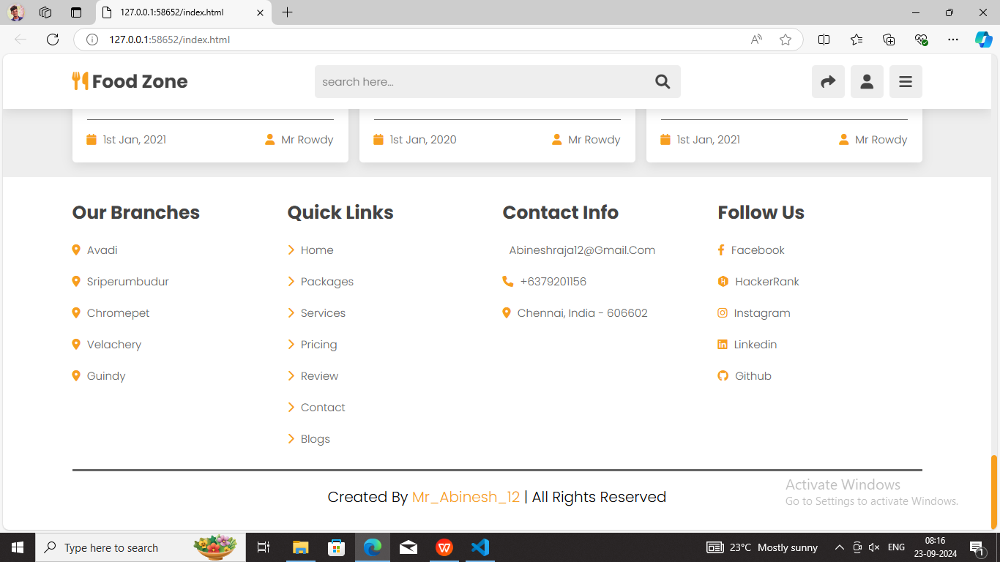 127.0.0.1:58652/index.html
127.0.0.1:58652/index.html
Food Zone
search here...
1st Jan, 2021 Mr Rowdy
1st Jan, 2020 Mr Rowdy
1st Jan, 2021 Mr Rowdy
Our Branches
Avadi
Sriperumbudur
Chromepet
Velachery
Guindy
Quick Links
Home
Packages
Services
Pricing
Review
Contact
Blogs
Contact Info
Abineshraja12@Gmail.Com
+6379201156
Chennai, India - 606602
Follow Us
Facebook
HackerRank
Instagram
Linkedin
Github
Created By Mr_Abinesh_12 | All Rights Reserved
Activate Windows
Go to Settings to activate Windows.
Type here to search
23°C Mostly sunny
ENG
08:16
23-09-2024
1